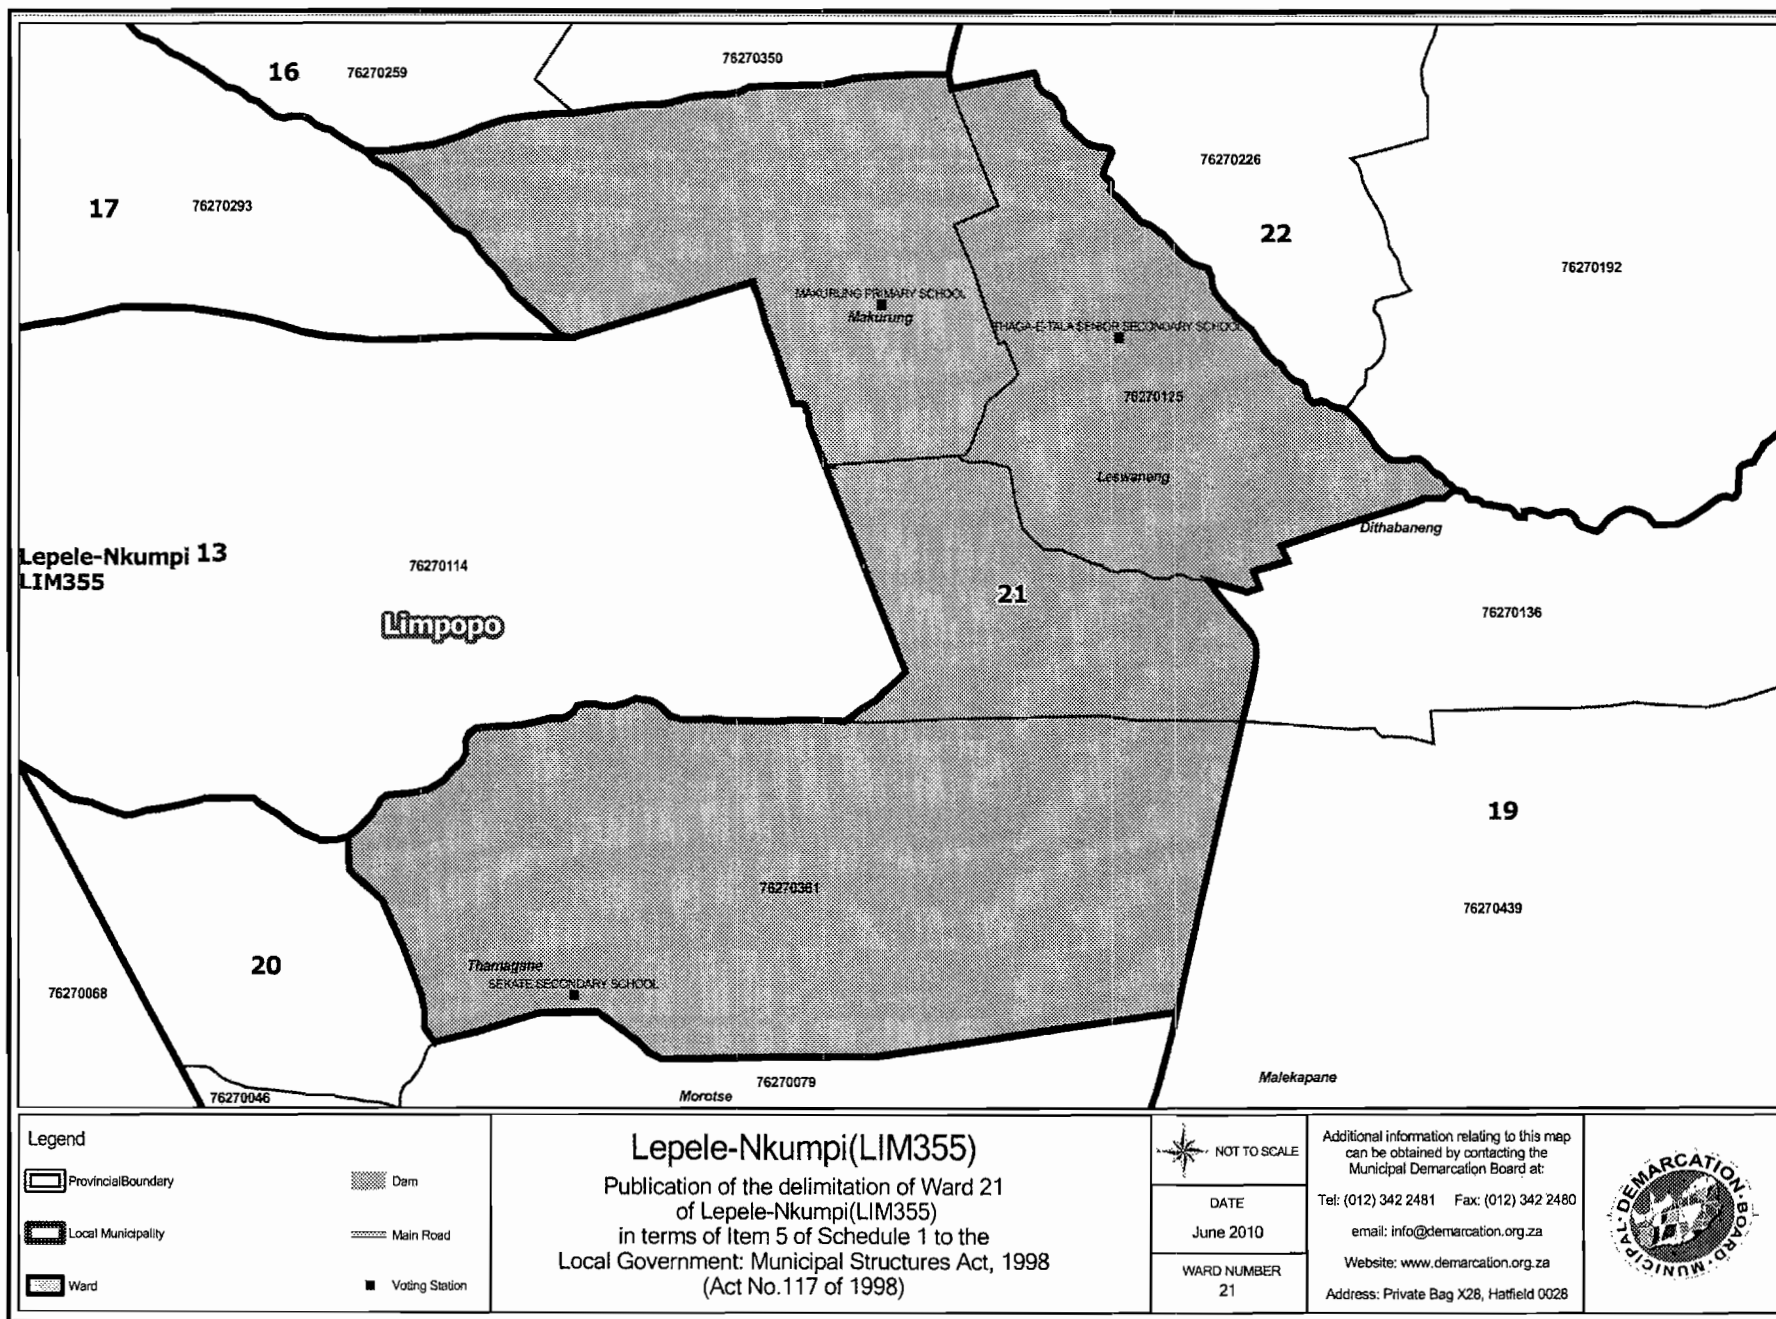 16
76270259
76270350
17
76270293
76270226
22
76270192
MAKURUNG PRIMARY SCHOOL
Makurung
THAGA-E-TALA SENIOR SECONDARY SCHOOL
76270125
Leswaneng
Dithabaneng
Lepele-Nkumpi 13
LIM355
76270114
Limpopo
21
76270136
19
76270361
76270439
20
Thamagane
SEKATE SECONDARY SCHOOL
76270068
76270046
76270079
Morotse
Malekapane
Legend
ProvincialBoundary
Local Municipality
Ward
Dam
Main Road
Voting Station
Lepele-Nkumpi(LIM355)
Publication of the delimitation of Ward 21
of Lepele-Nkumpi(LIM355)
in terms of Item 5 of Schedule 1 to the
Local Government: Municipal Structures Act, 1998
(Act No.117 of 1998)
NOT TO SCALE
DATE
June 2010
WARD NUMBER
21
Additional information relating to this map
can be obtained by contacting the
Municipal Demarcation Board at:
Tel: (012) 342 2481 Fax: (012) 342 2480
email: info@demarcation.org.za
Website: www.demarcation.org.za
Address: Private Bag X28, Hatfield 0028
MUNICIPAL·DEMARCATION·BOARD